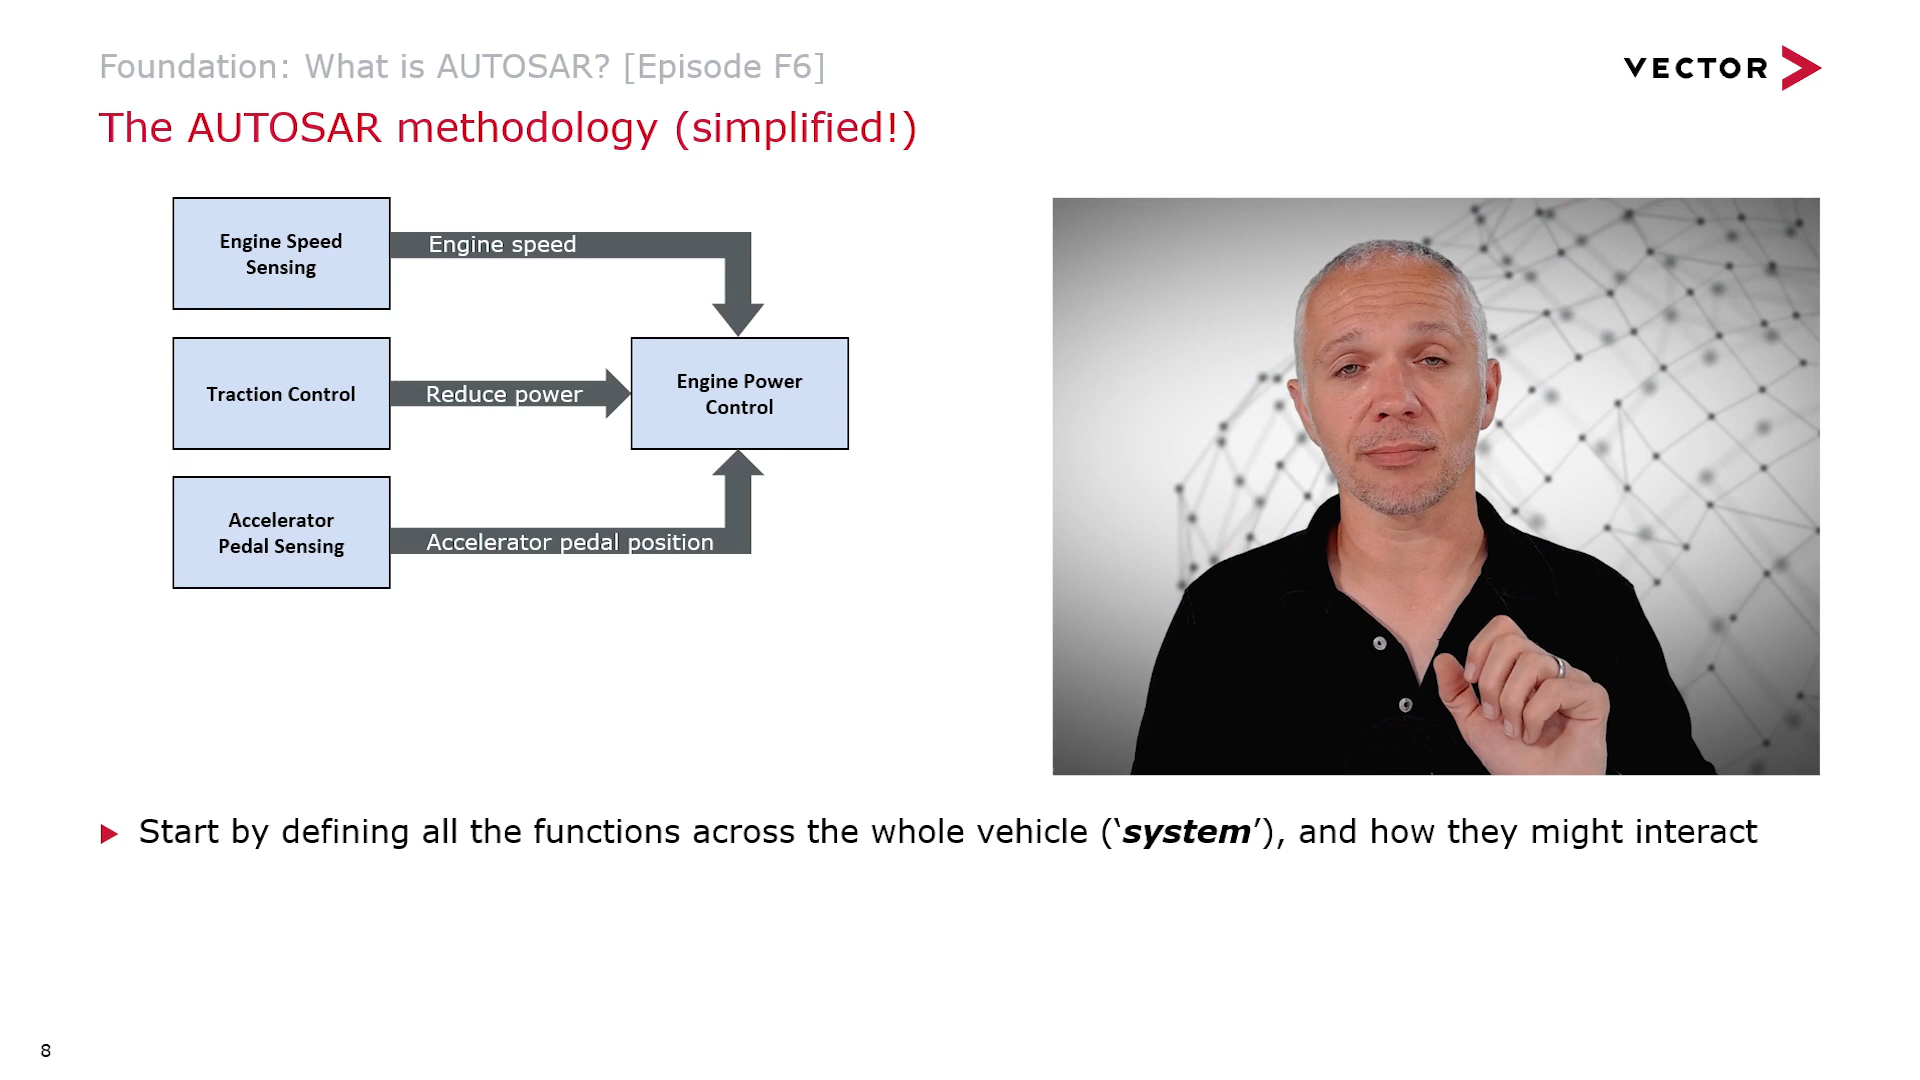 Foundation: What is AUTOSAR? [Episode F6]
VECTOR
The AUTOSAR methodology (simplified!)
Engine Speed
Sensing
Engine speed
Traction Control
Reduce power
Engine Power
Control
Accelerator
Pedal Sensing
Accelerator pedal position
Start by defining all the functions across the whole vehicle (‘system’), and how they might interact
8